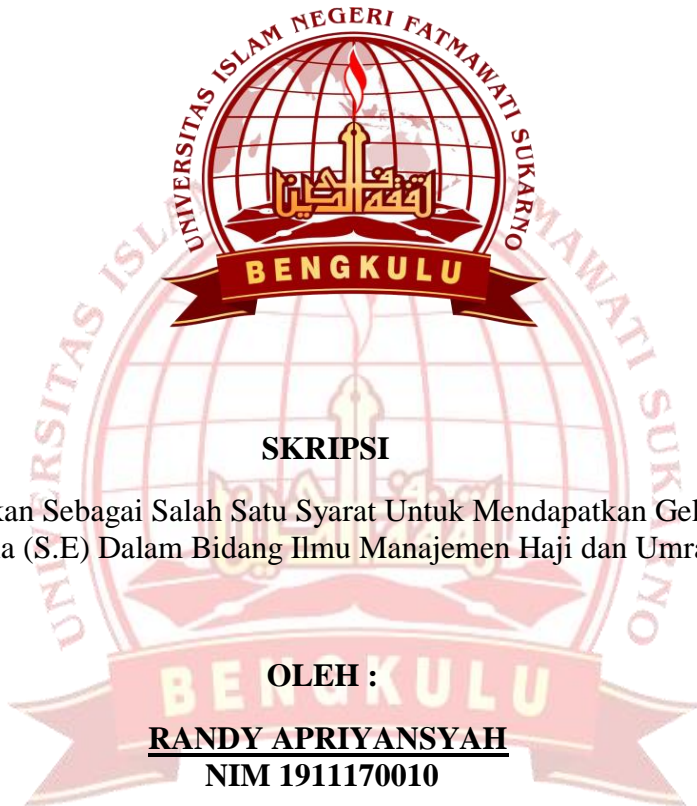 UNIVERSITAS ISLAM NEGERI FATMAWATI SUKARNO
BENGKULU
SKRIPSI
kan Sebagai Salah Satu Syarat Untuk Mendapatkan Gel
a (S.E) Dalam Bidang Ilmu Manajemen Haji dan Umra
OLEH :
RANDY APRIYANSYAH
NIM 1911170010